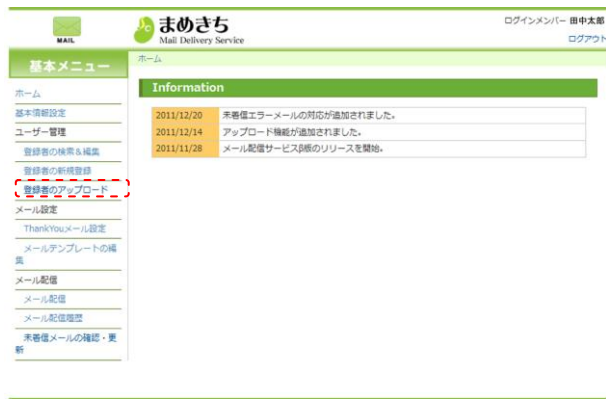 MAIL
まめきち
Mail Delivery Service
ログインメンバー 田中太郎
ログアウト
基本メニュー
ホーム
基本情報設定
ユーザー管理
登録者の検索&編集
登録者の新規登録
登録者のアップロード
メール設定
ThankYouメール設定
メールテンプレートの編
集
メール配信
メール配信
メール配信履歴
未着信メールの確認・更
新
ホーム
Information
2011/12/20 未着信エラーメールの対応が追加されました。
2011/12/14 アップロード機能が追加されました。
2011/11/28 メール配信サービスβ版のリリースを開始。